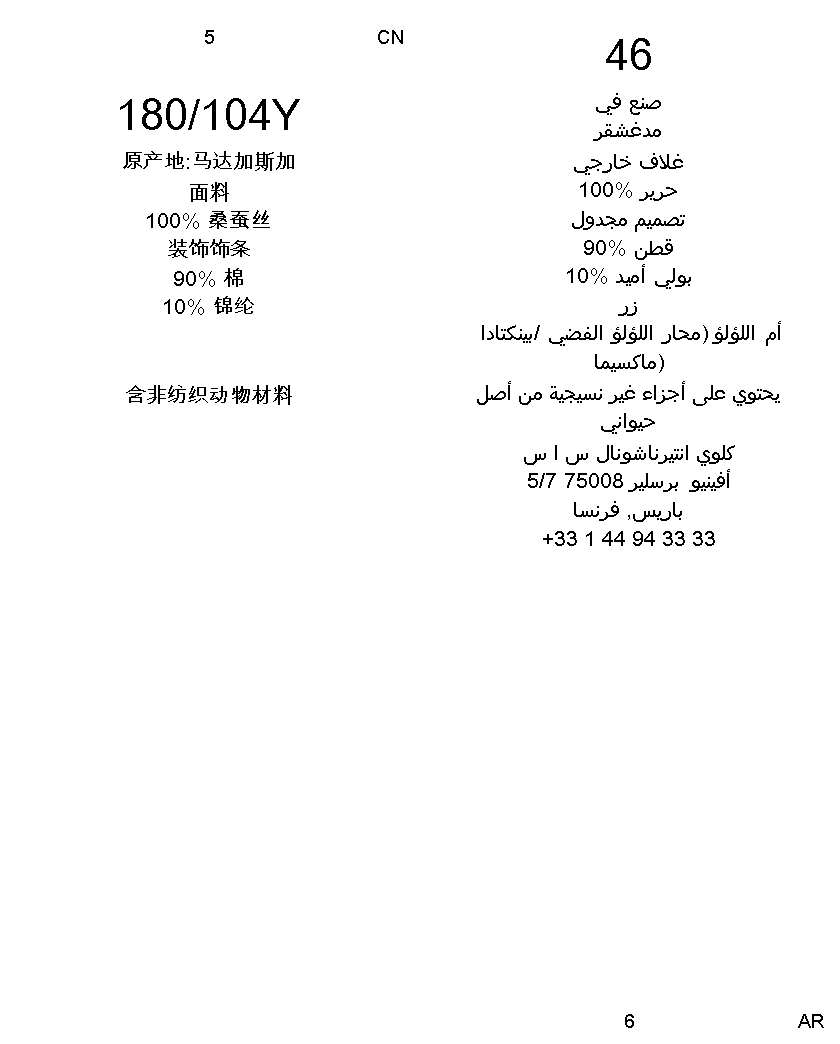 5
CN
180/104Y
原产地:马达加斯加
面料
100% 桑蚕丝
装饰饰条
90% 棉
10% 锦纶
含非纺织动物材料
46
صنع في
مدغشقر
غلاف خارجي
100% حرير
تصميم مجدول
90% قطن
10% بولي أميد
زر
أم اللؤلؤ (محار اللؤلؤ الفضي /بينكتادا
ماكسيما)
يحتوي على أجزاء غير نسيجية من أصل
حيواني
كلوي انتيرناشونال س ا س
5/7 أفينيو برسلير 75008
باريس, فرنسا
+33 1 44 94 33 33
6
AR